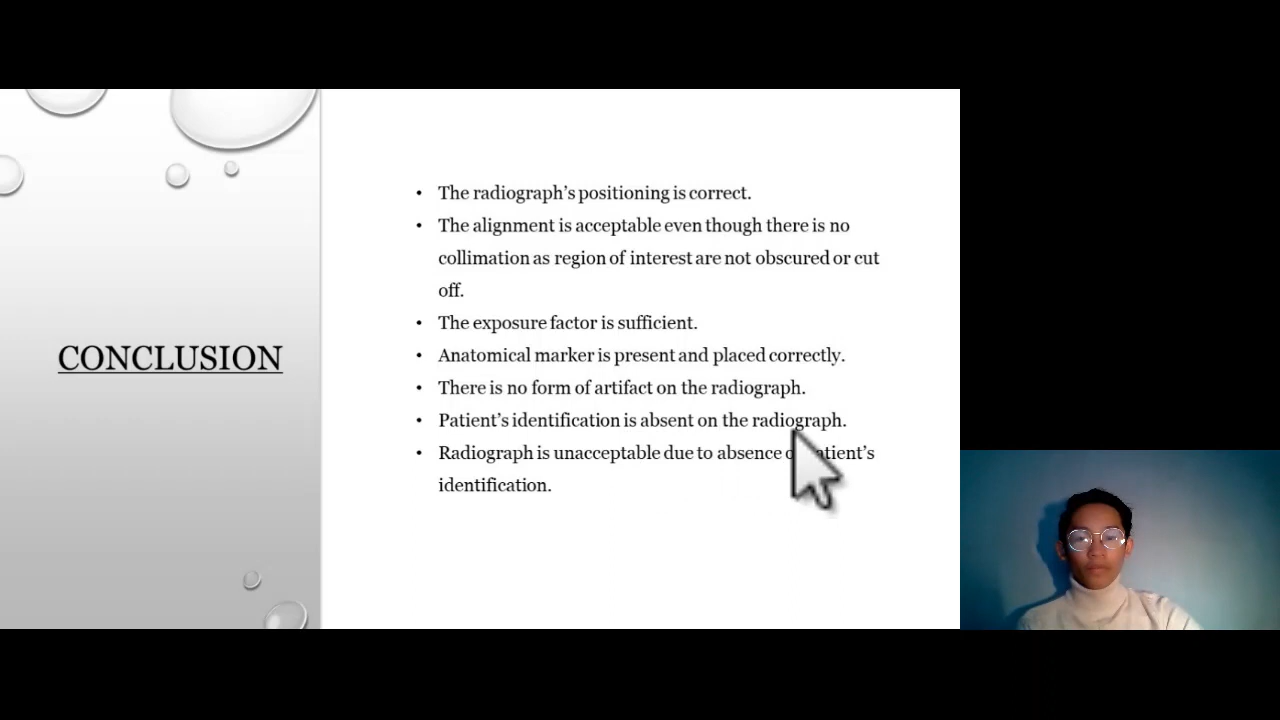 CONCLUSION
• The radiograph's positioning is correct.
• The alignment is acceptable even though there is no
collimation as region of interest are not obscured or cut
off.
• The exposure factor is sufficient.
• Anatomical marker is present and placed correctly.
• There is no form of artifact on the radiograph.
• Patient's identification is absent on the radiograph.
• Radiograph is unacceptable due to absence
identification.